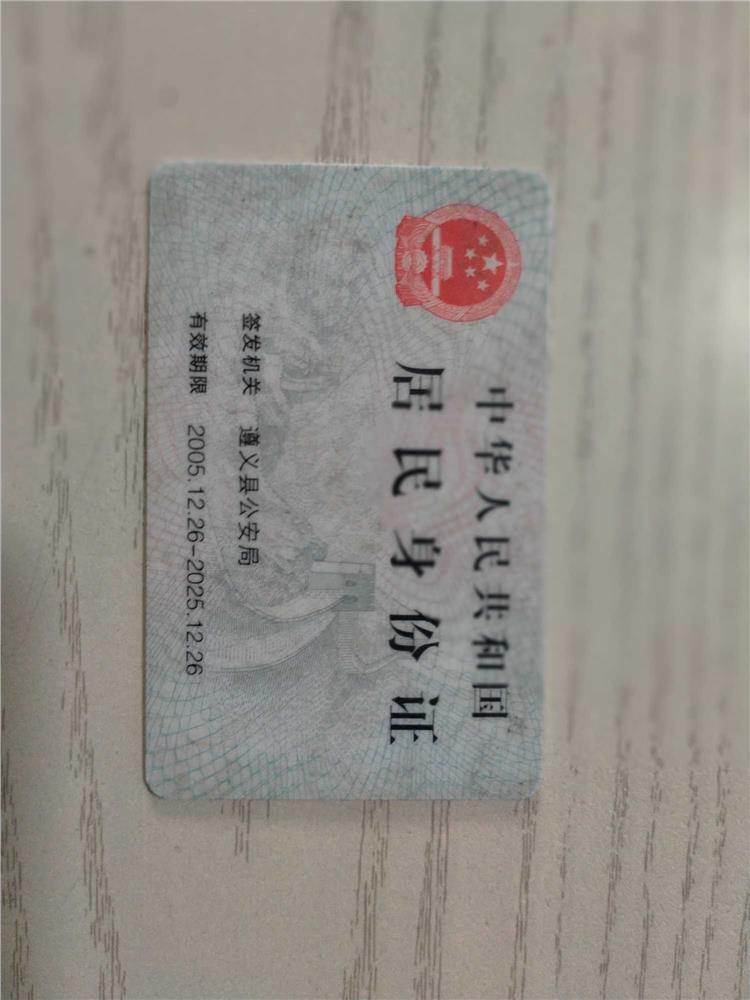 中华人民共和国
居民身份证
签发机关 遵义县公安局
有效期限 2005.12.26-2025.12.26